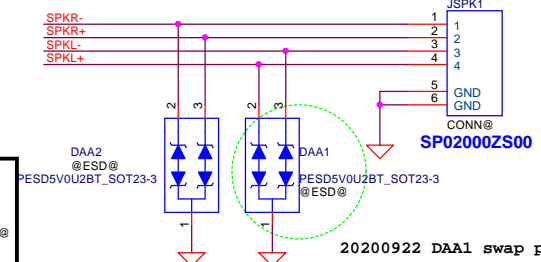 JSPK1
SPKR- 1 1
SPKR+ 2 2
SPKL- 3 3
SPKL+ 4 4
5 GND
6 GND
CONN@
SP02000ZS00
2 3 2 3
DAA2
@ESD@
PESD5V0U2BT_SOT23-3
DAA1
PESD5V0U2BT_SOT23-3
@ESD@
@
1 1
20200922 DAA1 swap